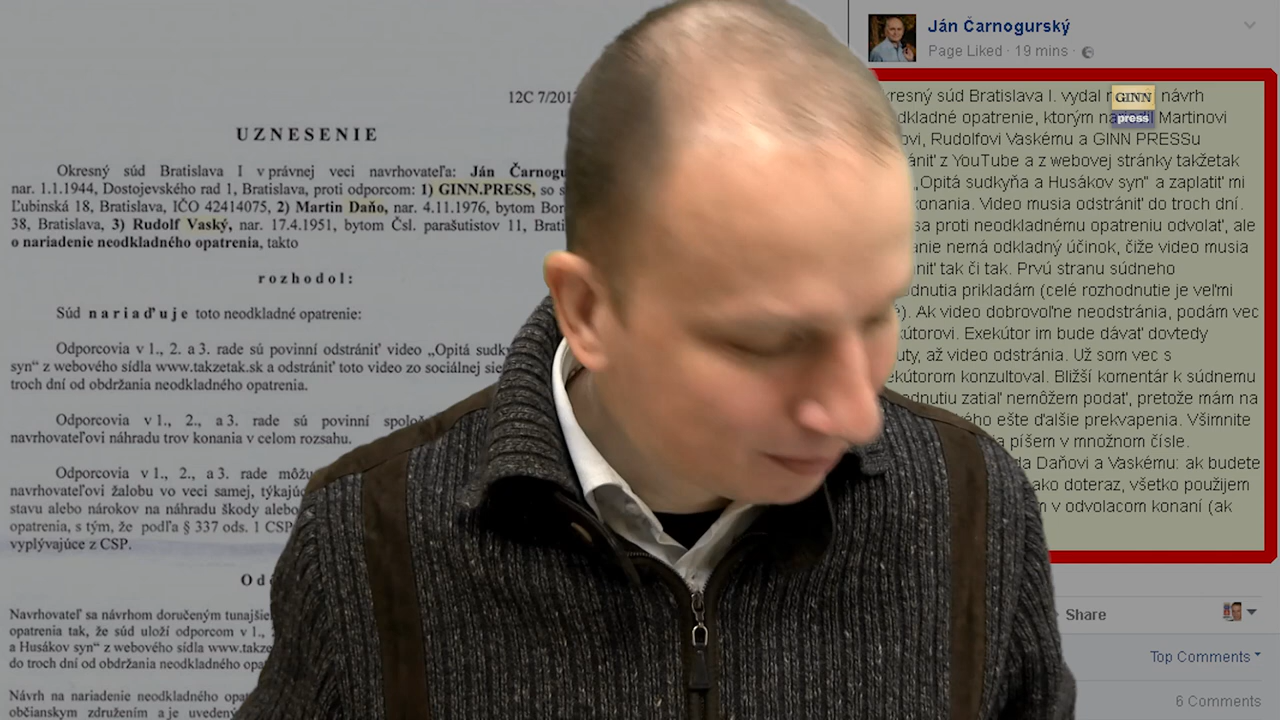 12C 7/201
UZNESENIE
Okresný súd Bratislava I v právnej veci navrhovateľa: Ján Čarnogu
nar. 1.1.1944, Dostojevského rad 1, Bratislava, proti odporcom: 1) GINN.PRESS, so s
Ľubinská 18, Bratislava, IČO 42414075, 2) Martin Daňo, nar. 4.11.1976, bytom Bor
38, Bratislava, 3) Rudolf Vaský, nar. 17.4.1951, bytom Čsl. parašutistov 11, Brati
o nariadenie neodkladného opatrenia, takto
rozhodol:
Súd nariaďuje toto neodkladné opatrenie:
Odporcovia v 1., 2. a 3. rade sú povinní odstrániť video „Opitá sudky
syn“ z webového sídla www.takzetak.sk a odstrániť toto video zo sociálnej sie
troch dní od obdržania neodkladného opatrenia.
Odporcovia v 1., 2., a 3. rade sú povinní spoloč
navrhovateľovi náhradu trov konania v celom rozsahu.
Odporcovia v 1., 2., a 3. rade môžu
navrhovateľovi žalobu vo veci samej, týkajúc
stavu alebo nárokov na náhradu škody alebo
opatrenia, s tým, že podľa § 337 ods. 1 CSP
vyplývajúce z CSP.
Od
Navrhovateľ sa návrhom doručeným tunajšie
opatrenia tak, že súd uloží odporcom v 1., 2
a Husákov syn“ z webového sídla www.takze
do troch dní od obdržania neodkladného opa
Návrh na nariadenie neodkladného opat
občianskym združením a je uvedený
Ján Čarnogurský
Page Liked · 19 mins ·
kresný súd Bratislava I. vydal návrh
dkladné opatrenie, ktorým Martinovi
ovi, Rudolfovi Vaskému a GINN PRESSu
ániť z YouTube a z webovej stránky takžetak
„Opitá sudkyňa a Husákov syn“ a zaplatiť mi
konania. Video musia odstrániť do troch dní.
sa proti neodkladnému opatreniu odvolať, ale
anie nemá odkladný účinok, čiže video musia
niť tak či tak. Prvú stranu súdneho
odnutia prikladám (celé rozhodnutie je veľmi
é). Ak video dobrovoľne neodstránia, podám vec
kútorovi. Exekútor im bude dávať dovtedy
uty, až video odstránia. Už som vec s
ekútorom konzultoval. Bližší komentár k súdnemu
odnutiu zatiaľ nemôžem podať, pretože mám na
ého ešte ďalšie prekvapenia. Všimnite
a píšem v množnom čísle.
da Daňovi a Vaskému: ak budete
ako doteraz, všetko použijem
m v odvolacom konaní (ak
GINN
press
Share
Top Comments
6 Comments